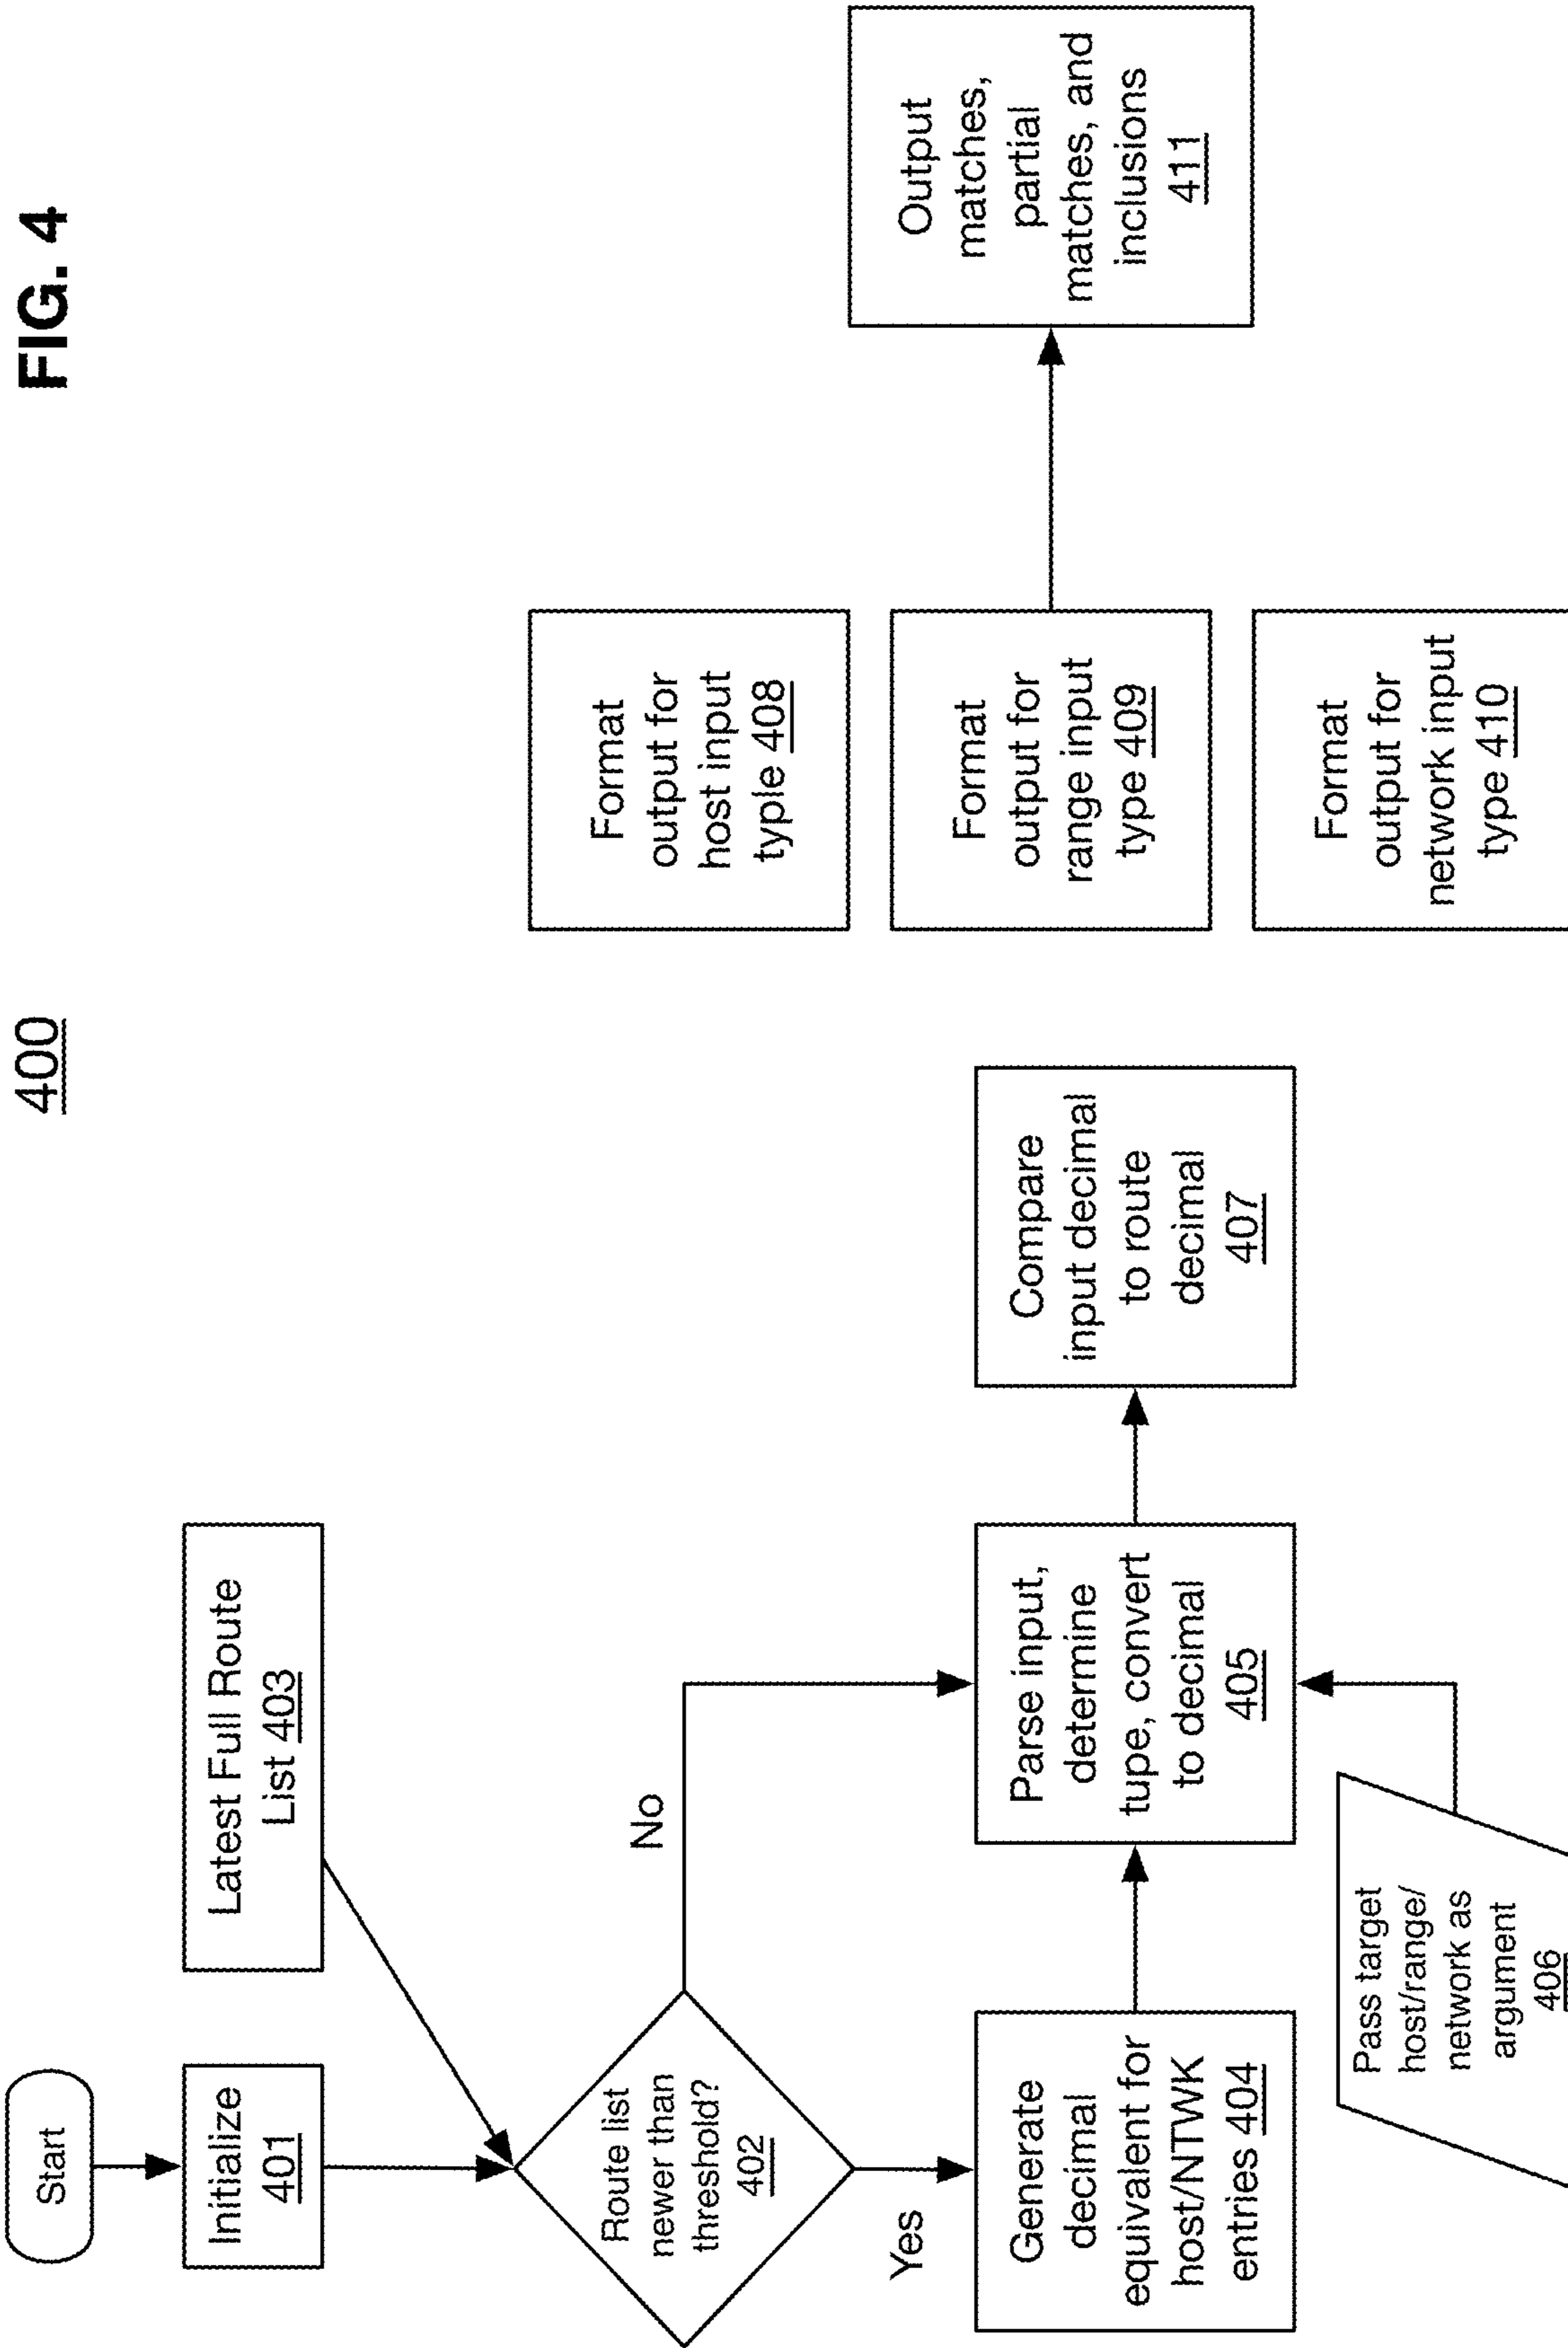 400
FIG. 4
Start
Initialize
401
Latest Full Route
List 403
Route list
newer than
threshold?
402
No
Yes
Generate
decimal
equivalent for
host/NTWK
entries 404
Parse input,
determine
tupe, convert
to decimal
405
Pass target
host/range/
network as
argument
406
Compare
input decimal
to route
decimal
407
Format
output for
host input
typle 408
Format
output for
range input
type 409
Format
output for
network input
type 410
Output
matches,
partial
matches, and
inclusions
411